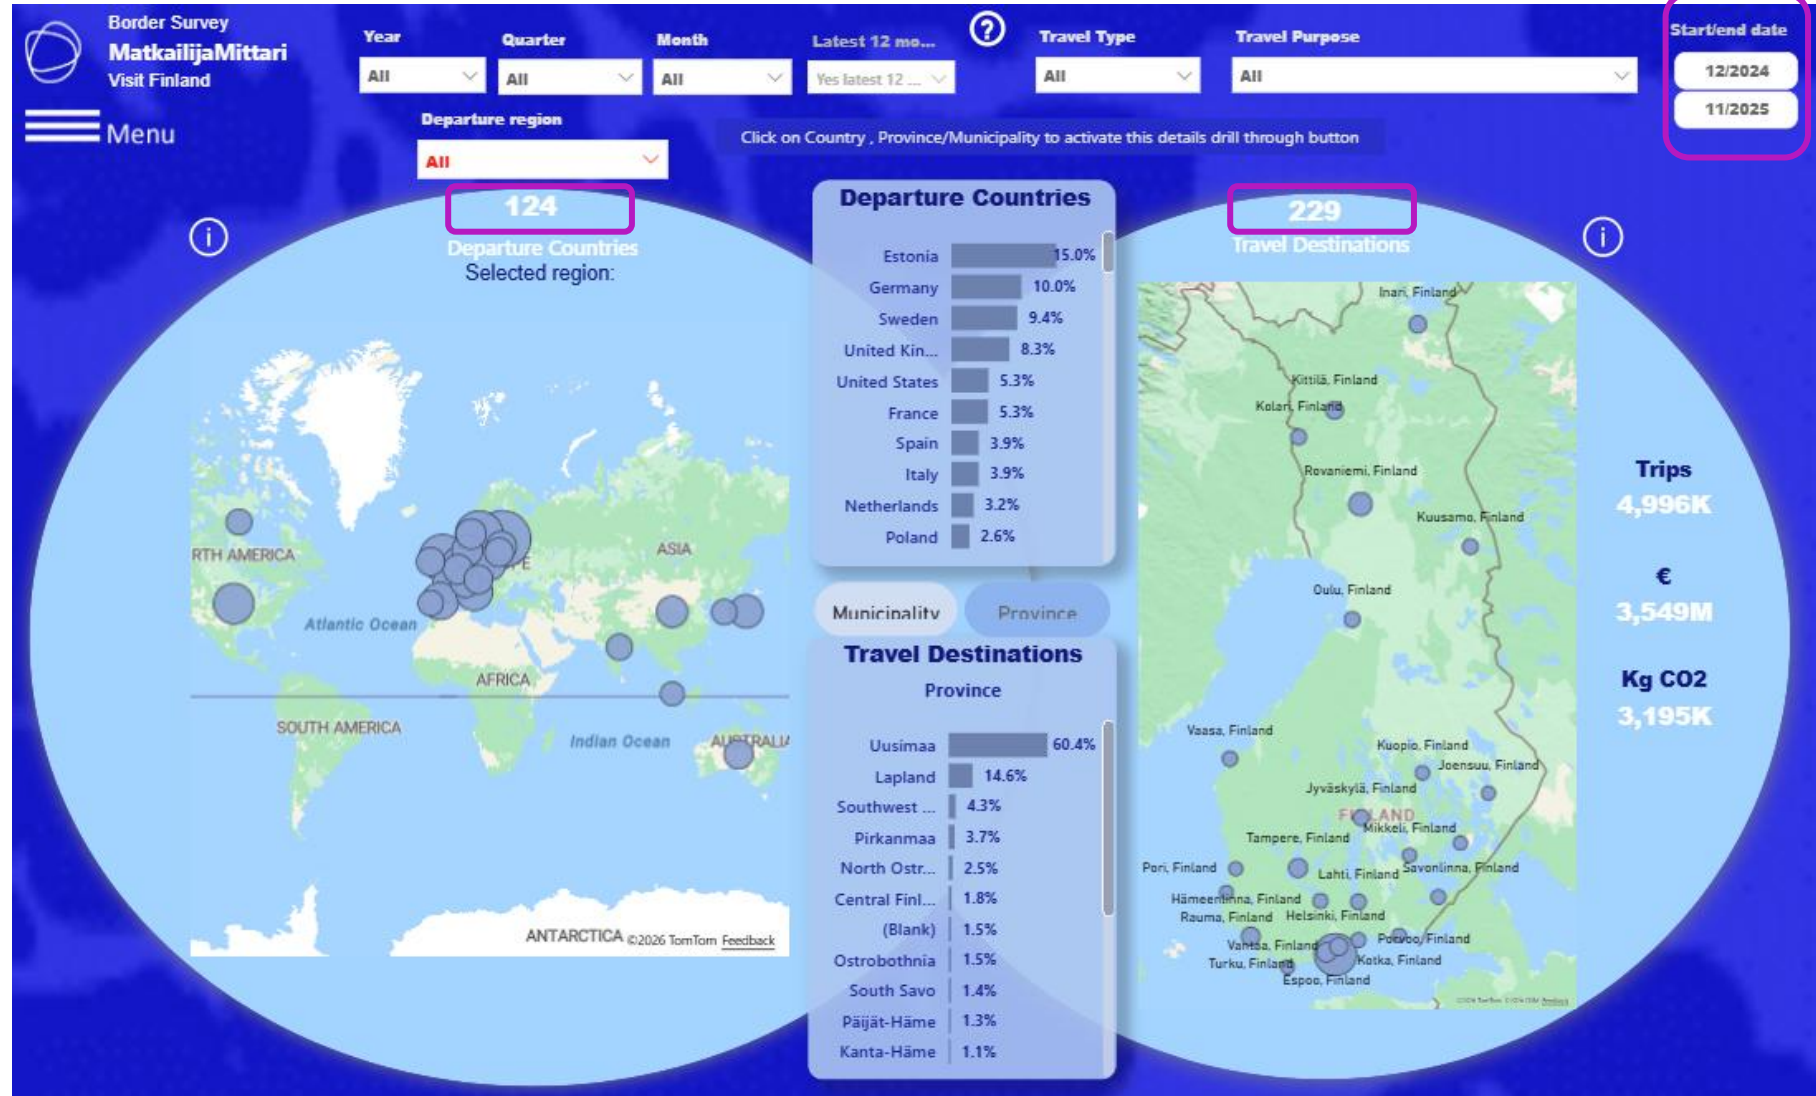 Border Survey
MatkailijaMittari
Visit Finland
Menu
Year
All
Quarter
All
Month
All
Latest 12 mo...
Yes latest 12 ...
?
Travel Type
All
Travel Purpose
All
Start/end date
12/2024
11/2025
Departure region
All
Click on Country , Province/Municipality to activate this details drill through button
124
Departure Countries
Selected region:
i
RTH AMERICA
ASIA
Atlantic Ocean
AFRICA
SOUTH AMERICA
Indian Ocean
AUSTRALIA
ANTARCTICA
©2026 TomTom Feedback
Departure Countries
Estonia 15.0%
Germany 10.0%
Sweden 9.4%
United Kin... 8.3%
United States 5.3%
France 5.3%
Spain 3.9%
Italy 3.9%
Netherlands 3.2%
Poland 2.6%
Municipality
Province
Travel Destinations
Province
Uusimaa 60.4%
Lapland 14.6%
Southwest ... 4.3%
Pirkanmaa 3.7%
North Ostr... 2.5%
Central Finl... 1.8%
(Blank) 1.5%
Ostrobothnia 1.5%
South Savo 1.4%
Päijät-Häme 1.3%
Kanta-Häme 1.1%
229
Travel Destinations
i
Inari, Finland
Kittilä, Finland
Kolari, Finland
Rovaniemi, Finland
Kuusamo, Finland
Oulu, Finland
Vaasa, Finland
Kuopio, Finland
Joensuu, Finland
Jyväskylä, Finland
FINLAND
Mikkeli, Finland
Tampere, Finland
Pori, Finland
Lahti, Finland
Savonlinna, Finland
Hämeenlinna, Finland
Rauma, Finland
Helsinki, Finland
Vantaa, Finland
Porvoo, Finland
Turku, Finland
Kotka, Finland
Espoo, Finland
Trips
4,996K
€
3,549M
Kg CO2
3,195K